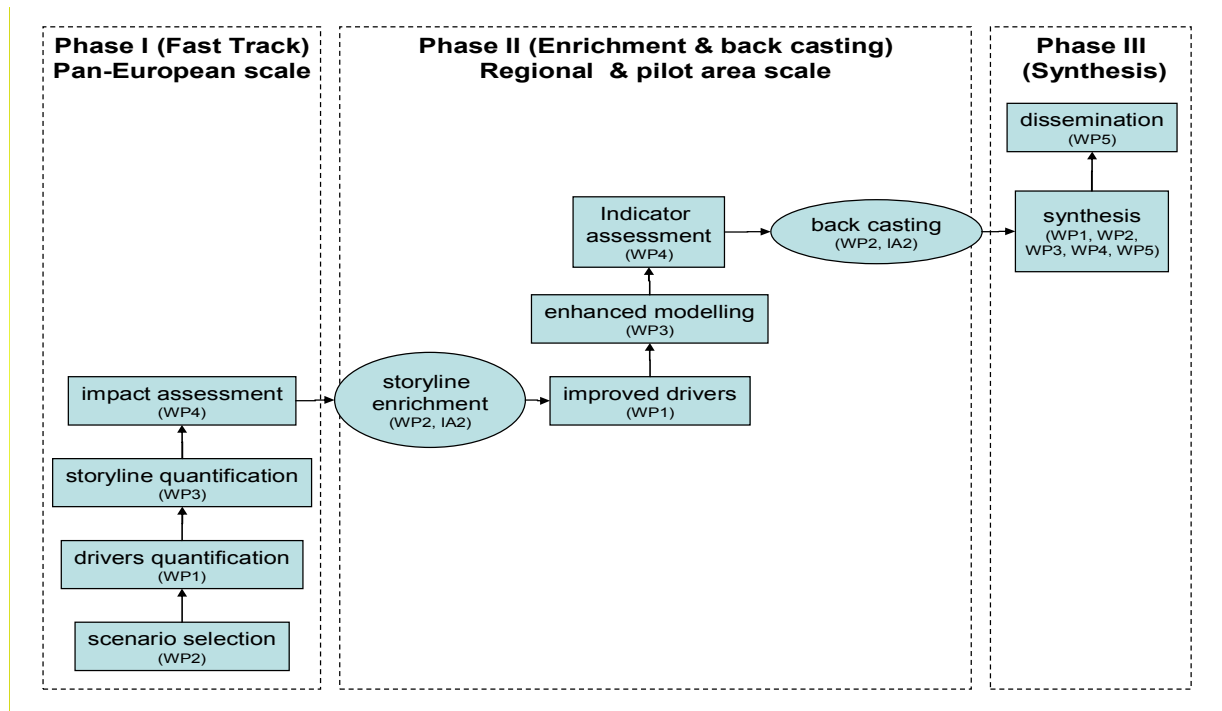 Phase I (Fast Track)
Pan-European scale
impact assessment
(WP4)
storyline quantification
(WP3)
drivers quantification
(WP1)
scenario selection
(WP2)
Phase II (Enrichment & back casting)
Regional & pilot area scale
Indicator
assessment
(WP4)
back casting
(WP2, IA2)
enhanced modelling
(WP3)
storyline
enrichment
(WP2, IA2)
improved drivers
(WP1)
Phase III
(Synthesis)
dissemination
(WP5)
synthesis
(WP1, WP2,
WP3, WP4, WP5)